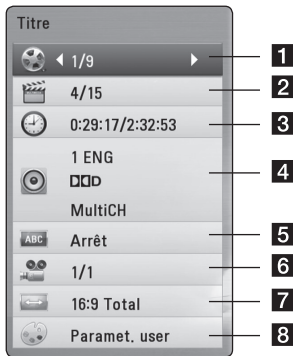 Titre
1/9 1
4/15 2
0:29:17/2:32:53 3
1 ENG
D
MultiCH
4
ABC Arrêt 5
1/1 6
16:9 Total 7
Paramet. user 8